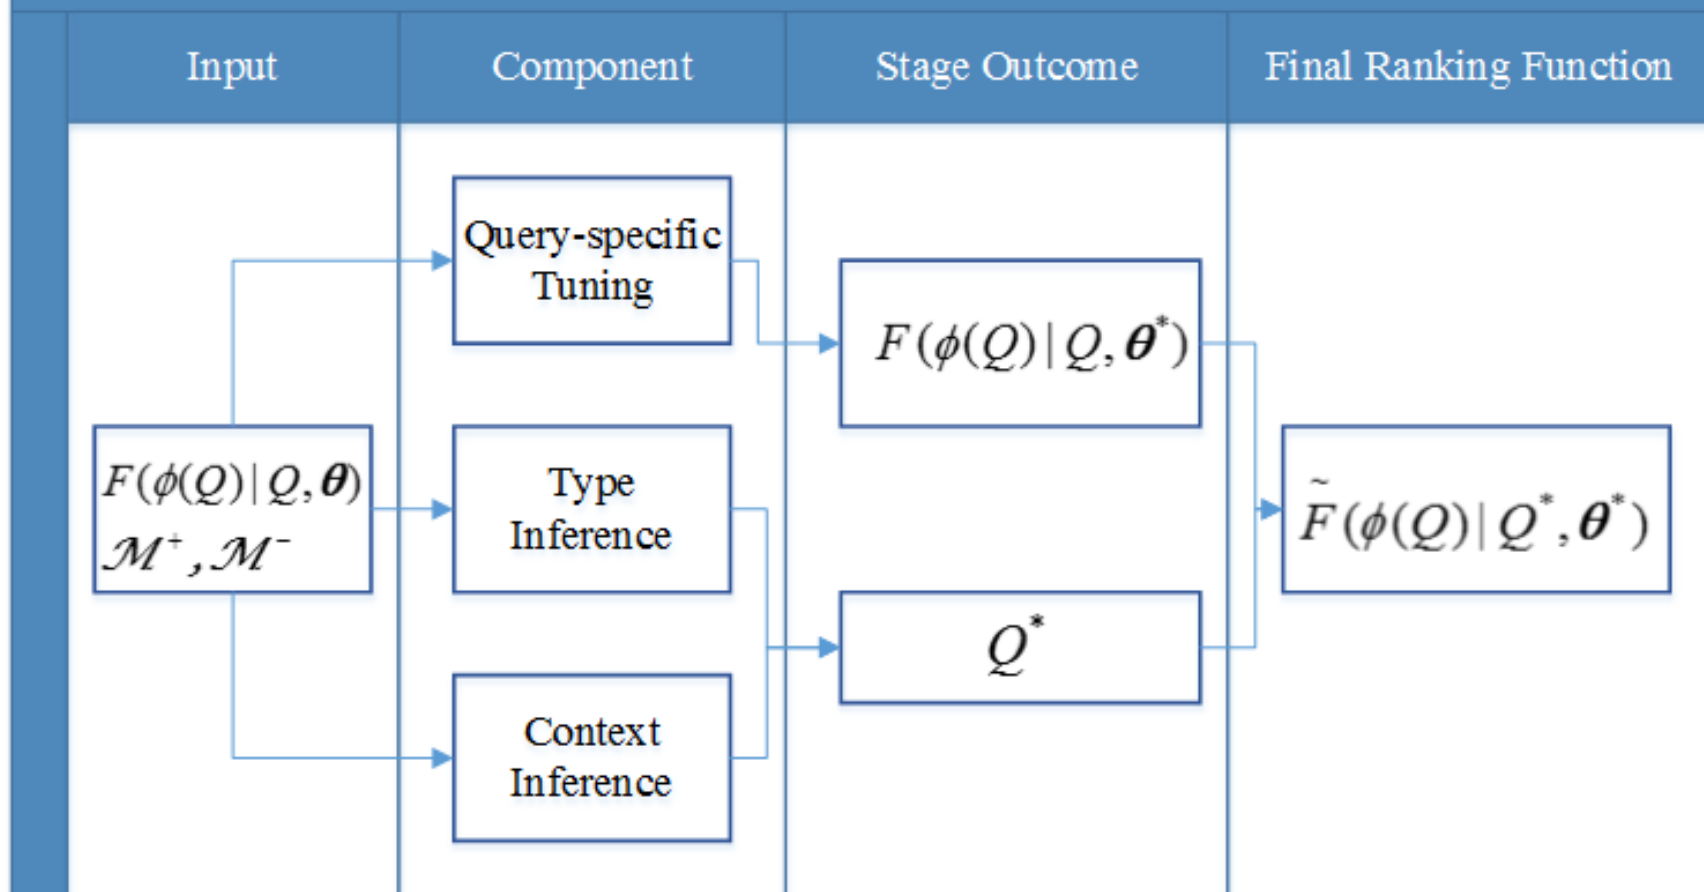 Input
Component
Stage Outcome
Final Ranking Function
Query-specific
Tuning
F(ϕ(Q)|Q,θ*)
F(ϕ(Q)|Q,θ)
ℳ⁺,ℳ⁻
Type
Inference
F̃(ϕ(Q)|Q*,θ*)
Q*
Context
Inference